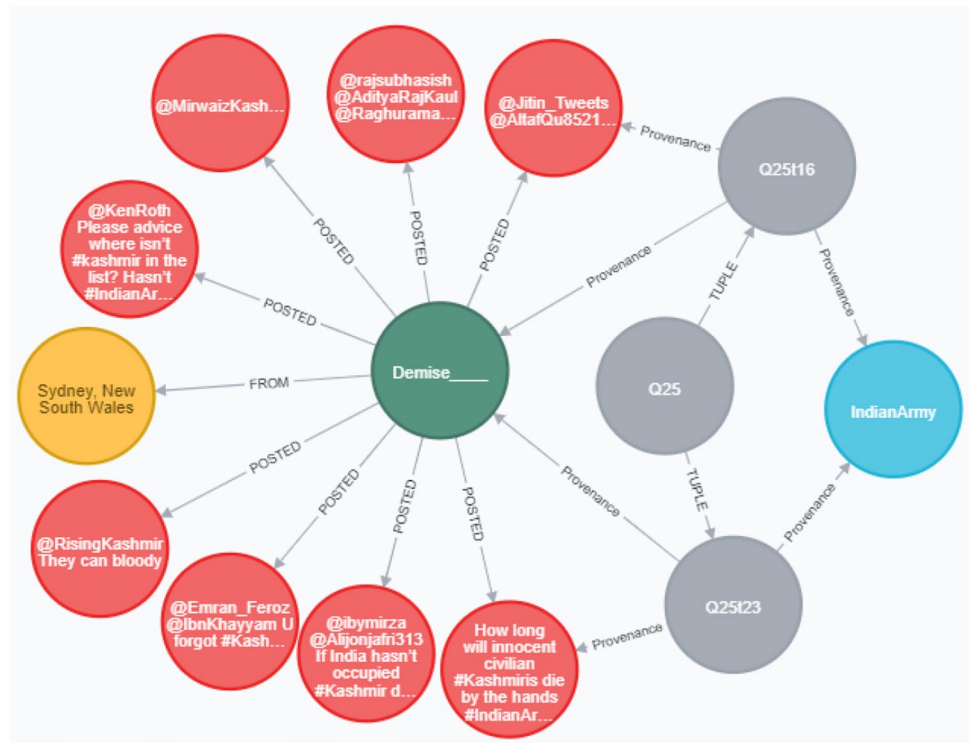 @MirwaizKash...
@rajsubhasish
@AdityaRajKaul
@Raghurama...
@Jitin_Tweets
@AltafQu8521...
Provenance
Q25t16
@KenRoth
Please advice
where isn't
#kashmir in the
list? Hasn't
#IndianAr...
POSTED
POSTED
POSTED
POSTED
Provenance
TUPLE
Provenance
Sydney, New
South Wales
FROM
Demise____
Q25
IndianArmy
POSTED
POSTED
POSTED
POSTED
Provenance
TUPLE
Provenance
@RisingKashmir
They can bloody
@Emran_Feroz
@IbnKhayyam U
forgot #Kash...
@ibymirza
@Alijonjafri313
If India hasn't
occupied
#Kashmir d...
How long
will innocent
civilian
#Kashmiris die
by the hands
#IndianAr...
Provenance
Q25t23